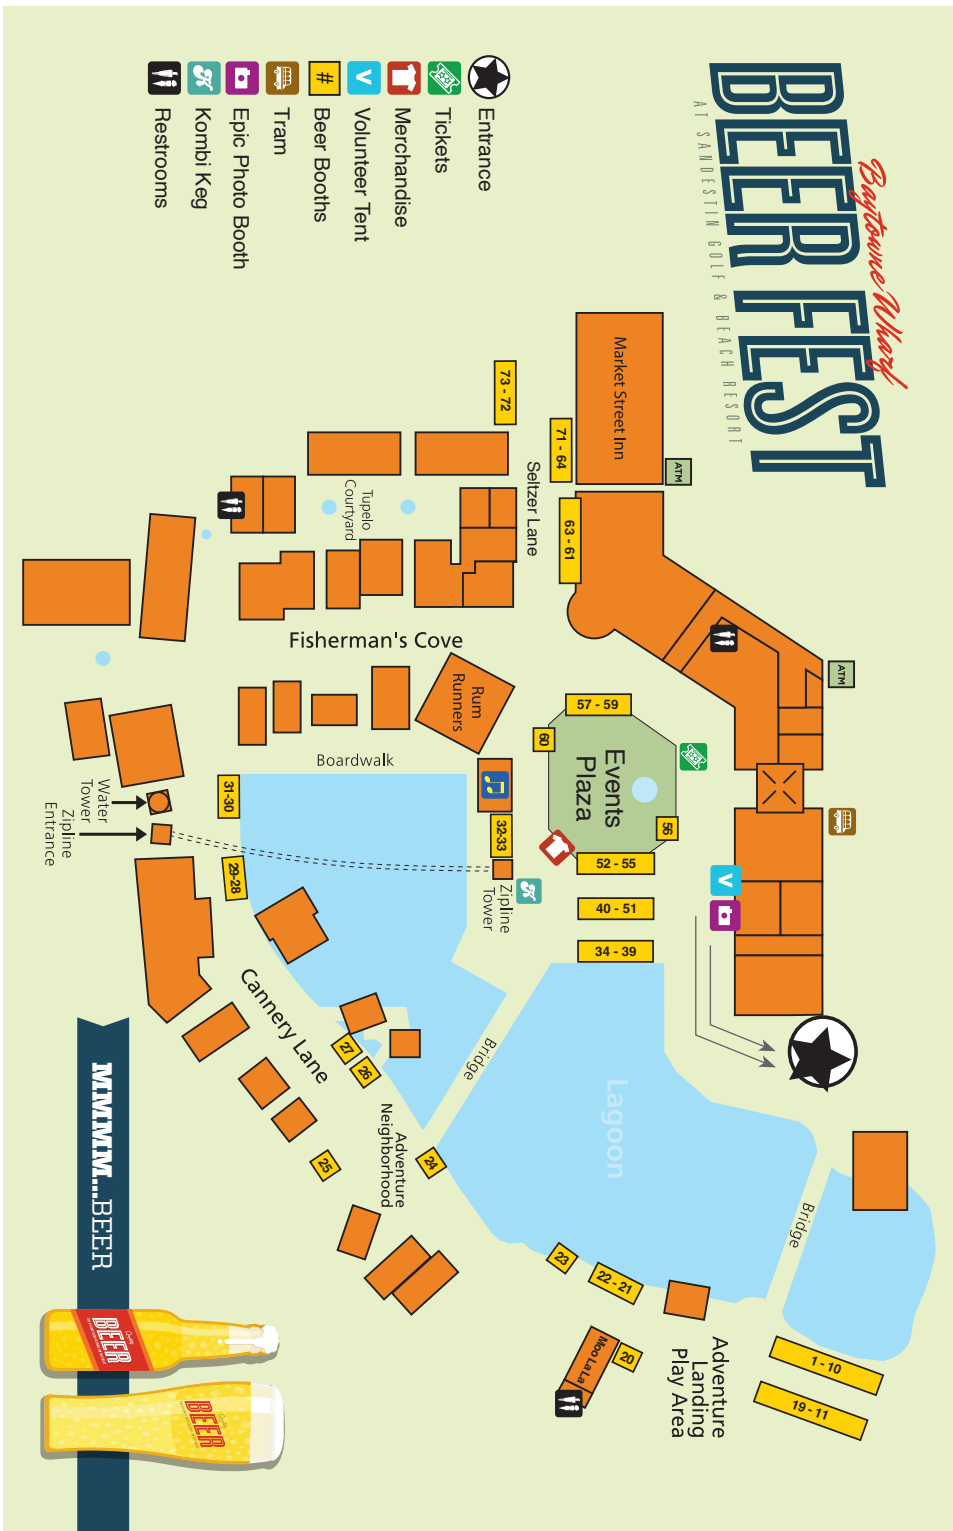 Baytowne Wharf
BEER FEST
AT SANDESTIN GOLF & BEACH RESORT
Entrance
Tickets
Merchandise
V
Volunteer Tent
#
Beer Booths
Tram
Epic Photo Booth
Kombi Keg
Restrooms
Market Street Inn
ATM
ATM
73 - 72
71 - 64
63 - 61
Seltzer Lane
Tupelo
Courtyard
Fisherman's Cove
Rum
Runners
Boardwalk
57 - 59
60
Events
Plaza
56
52 - 55
40 - 51
34 - 39
32-33
Zipline
Tower
V
31-30
29-28
Water
Tower
Zipline
Entrance
Cannery Lane
27
26
25
24
Adventure
Neighborhood
Bridge
Lagoon
Bridge
23
22 - 21
20
Moo La La
Adventure
Landing
Play Area
1 - 10
19 - 11
MMMM...BEER
Quality
BEER
Quality
BEER